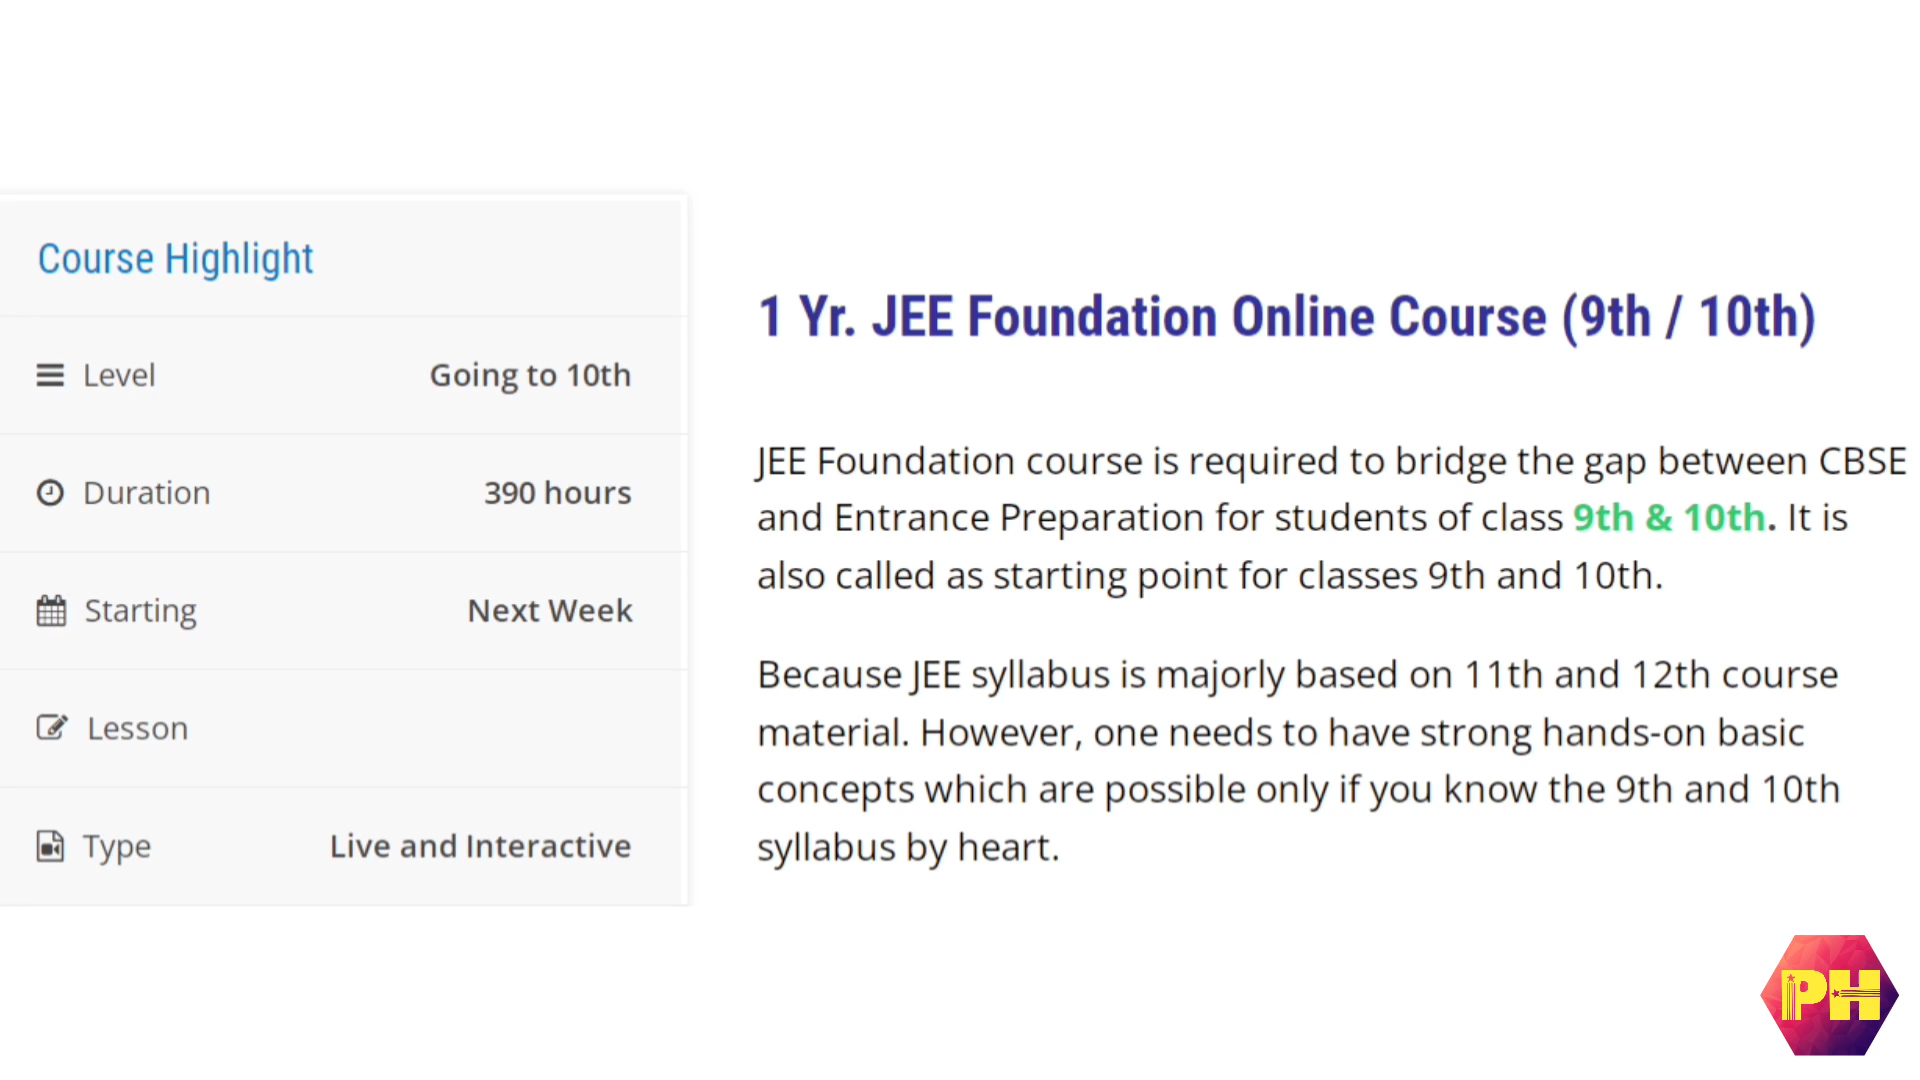 Course Highlight
Level Going to 10th
Duration 390 hours
Starting Next Week
Lesson
Type Live and Interactive
1 Yr. JEE Foundation Online Course (9th / 10th)
JEE Foundation course is required to bridge the gap between CBSE
and Entrance Preparation for students of class 9th & 10th. It is
also called as starting point for classes 9th and 10th.
Because JEE syllabus is majorly based on 11th and 12th course
material. However, one needs to have strong hands-on basic
concepts which are possible only if you know the 9th and 10th
syllabus by heart.
PH